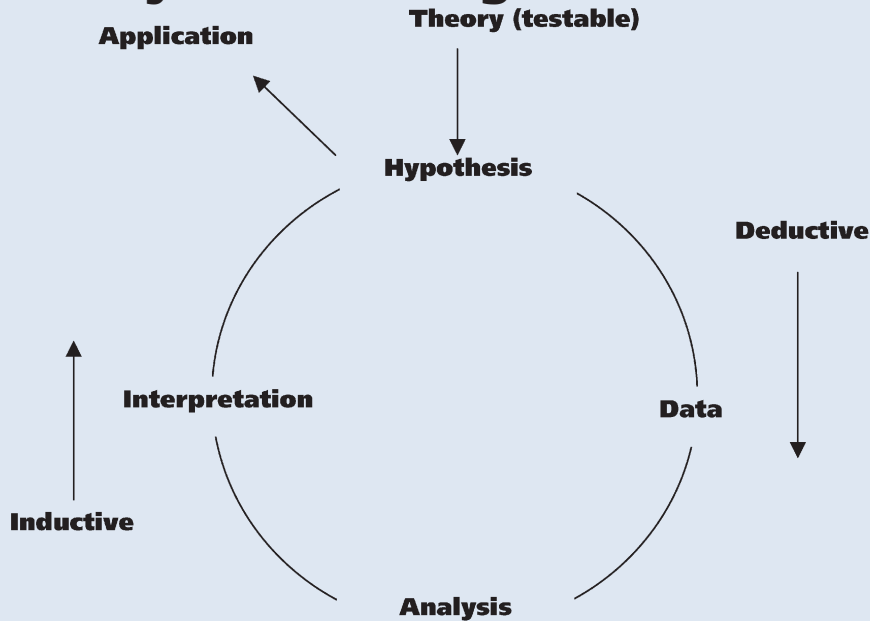 Theory (testable)
Application
Hypothesis
Deductive
Interpretation
Data
Inductive
Analysis